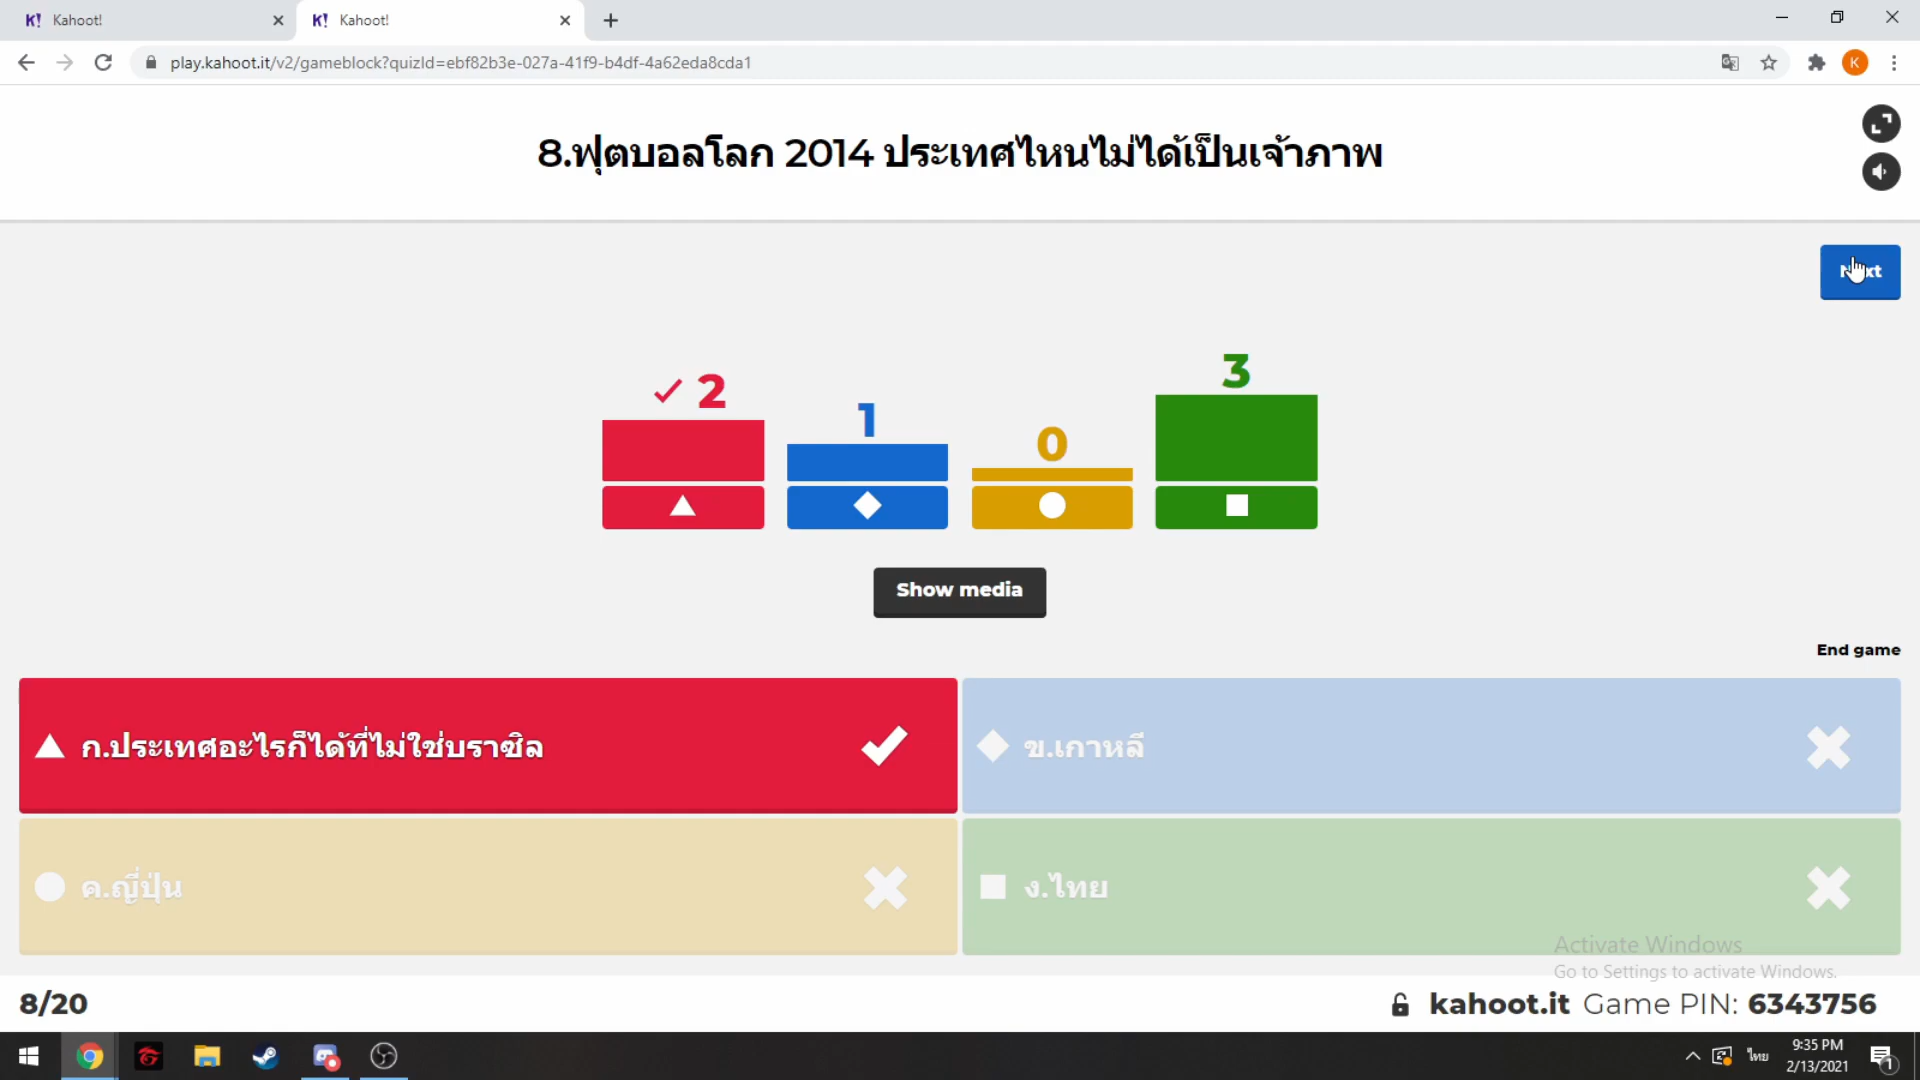 K! Kahoot!
K! Kahoot!
play.kahoot.it/v2/gameblock?quizId=ebf82b3e-027a-41f9-b4df-4a62eda8cda1
K
8.ฟุตบอลโลก 2014 ประเทศไหนไม่ได้เป็นเจ้าภาพ
Next
2
1
0
3
Show media
End game
ก.ประเทศอะไรก็ได้ที่ไม่ใช่บราซิล
ข.เกาหลี
ค.ญี่ปุ่น
ง.ไทย
Activate Windows
Go to Settings to activate Windows.
8/20
kahoot.it Game PIN: 6343756
ไทย
9:35 PM
2/13/2021
1